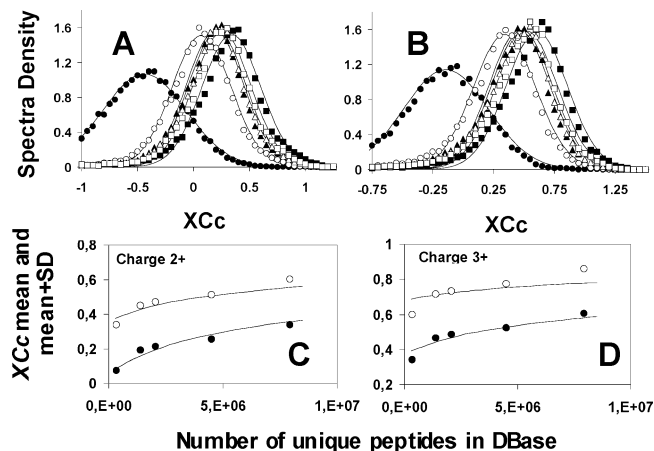 A
B
Spectra Density
1.6
1.2
0.8
0.4
0
-1
-0.5
0
0.5
1
XCc
1.6
1.2
0.8
0.4
0
-0.75
-0.25
0.25
0.75
1.25
XCc
XCc mean and
mean+SD
0,8
0,6
0,4
0,2
0
Charge 2+
C
0,E+00
5,E+06
1,E+07
1
0,8
0,6
0,4
0,2
Charge 3+
D
0,E+00
5,E+06
1,E+07
Number of unique peptides in DBase